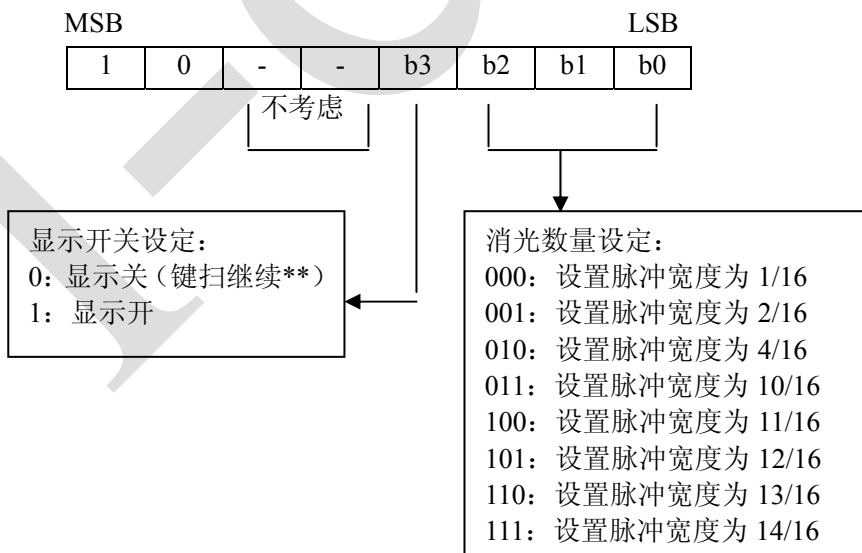 MSB LSB
1 0 - - b3 b2 b1 b0
不考虑
显示开关设定：
0：显示关（键扫继续**）
1：显示开
消光数量设定：
000：设置脉冲宽度为 1/16
001：设置脉冲宽度为 2/16
010：设置脉冲宽度为 4/16
011：设置脉冲宽度为 10/16
100：设置脉冲宽度为 11/16
101：设置脉冲宽度为 12/16
110：设置脉冲宽度为 13/16
111：设置脉冲宽度为 14/16